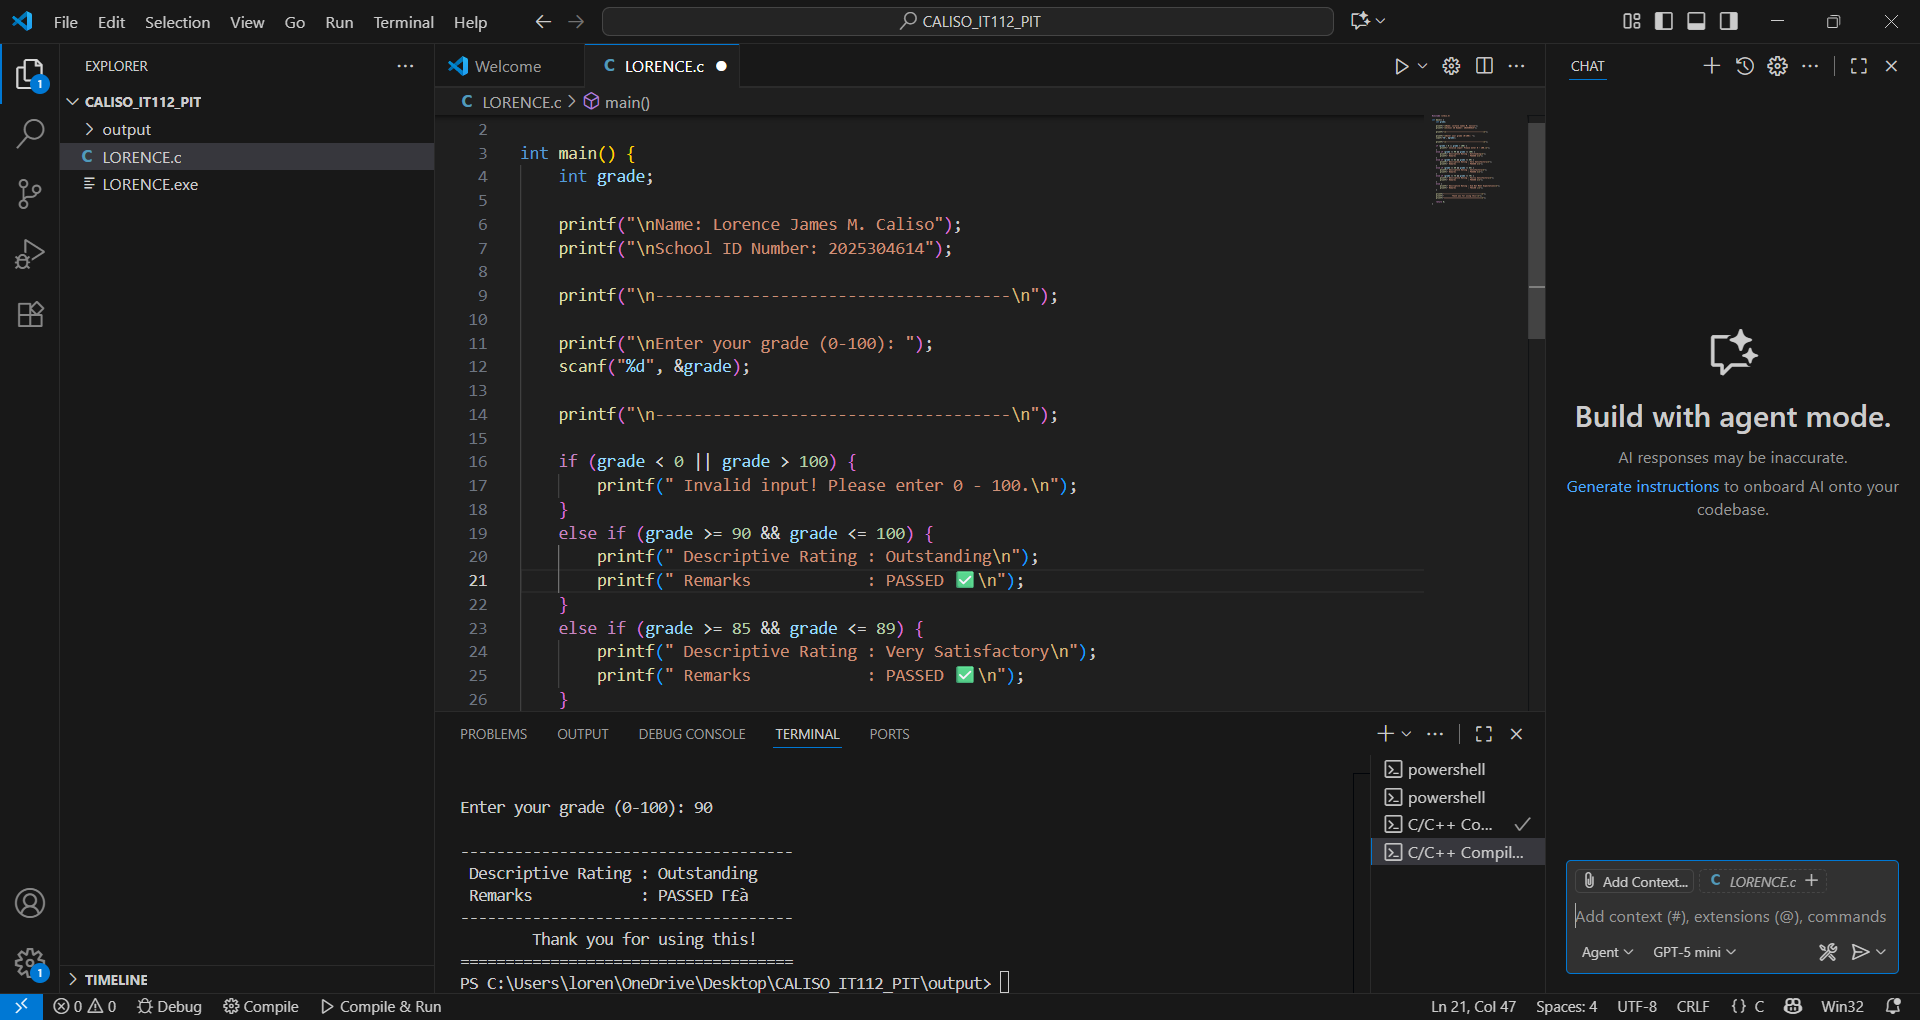 File Edit Selection View Go Run Terminal Help
CALISO_IT112_PIT
EXPLORER
CALISO_IT112_PIT
output
C LORENCE.c
LORENCE.exe
TIMELINE
Welcome
C LORENCE.c
C LORENCE.c > main()
2
3 int main() {
4 int grade;
5
6 printf("\nName: Lorence James M. Caliso");
7 printf("\nSchool ID Number: 2025304614");
8
9 printf("\n-------------------------------------\n");
10
11 printf("\nEnter your grade (0-100): ");
12 scanf("%d", &grade);
13
14 printf("\n-------------------------------------\n");
15
16 if (grade < 0 || grade > 100) {
17 printf(" Invalid input! Please enter 0 - 100.\n");
18 }
19 else if (grade >= 90 && grade <= 100) {
20 printf(" Descriptive Rating : Outstanding\n");
21 printf(" Remarks            : PASSED ✅\n");
22 }
23 else if (grade >= 85 && grade <= 89) {
24 printf(" Descriptive Rating : Very Satisfactory\n");
25 printf(" Remarks            : PASSED ✅\n");
26 }
PROBLEMS OUTPUT DEBUG CONSOLE TERMINAL PORTS
Enter your grade (0-100): 90
-------------------------------------
Descriptive Rating : Outstanding
Remarks            : PASSED Γ£à
-------------------------------------
Thank you for using this!
=====================================
PS C:\Users\loren\OneDrive\Desktop\CALISO_IT112_PIT\output>
powershell
powershell
C/C++ Co...
C/C++ Compil...
CHAT
Build with agent mode.
AI responses may be inaccurate.
Generate instructions to onboard AI onto your
codebase.
Add Context... C LORENCE.c +
Add context (#), extensions (@), commands
Agent GPT-5 mini
1
1
0 0 Debug Compile Compile & Run
Ln 21, Col 47 Spaces: 4 UTF-8 CRLF {} C Win32